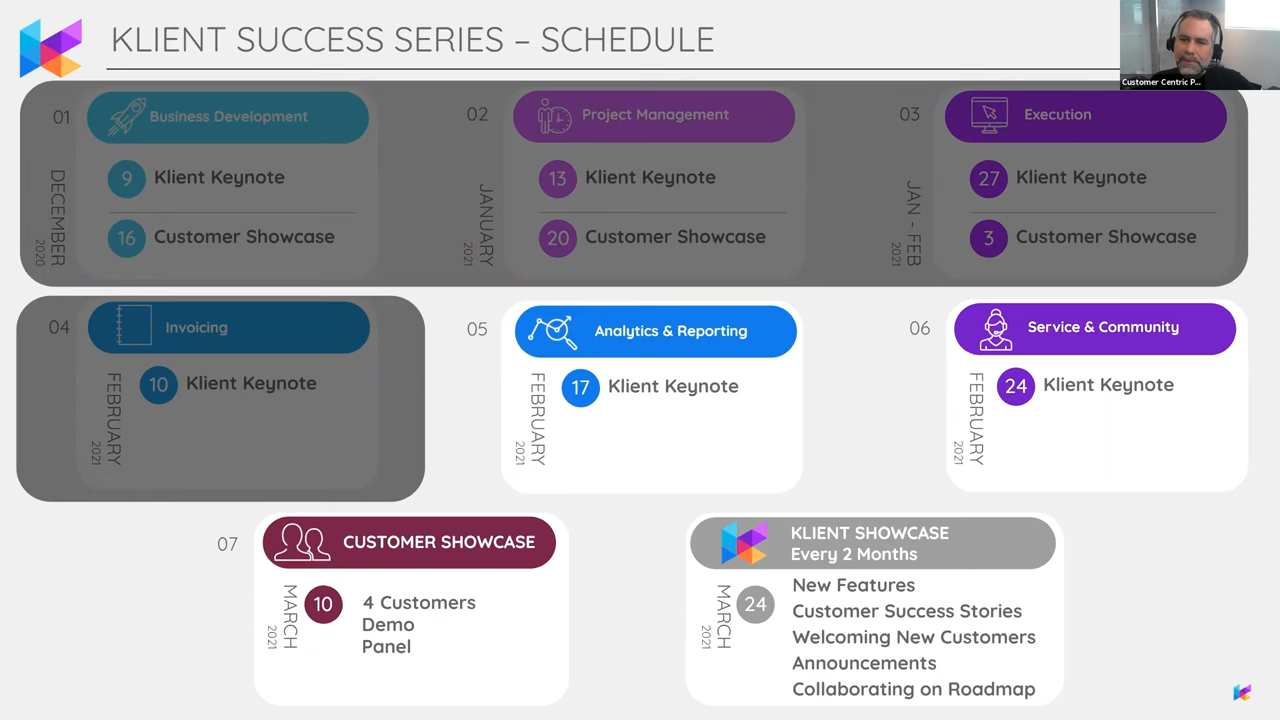 KLIENT SUCCESS SERIES – SCHEDULE
Customer Centric P...
01
Business Development
DECEMBER
2020
9 Klient Keynote
16 Customer Showcase
02
Project Management
JANUARY
2021
13 Klient Keynote
20 Customer Showcase
03
Execution
JAN - FEB
2021
27 Klient Keynote
3 Customer Showcase
04
Invoicing
FEBRUARY
2021
10 Klient Keynote
05
Analytics & Reporting
FEBRUARY
2021
17 Klient Keynote
06
Service & Community
FEBRUARY
2021
24 Klient Keynote
07
CUSTOMER SHOWCASE
MARCH
2021
10
4 Customers
Demo
Panel
KLIENT SHOWCASE
Every 2 Months
MARCH
2021
24
New Features
Customer Success Stories
Welcoming New Customers
Announcements
Collaborating on Roadmap